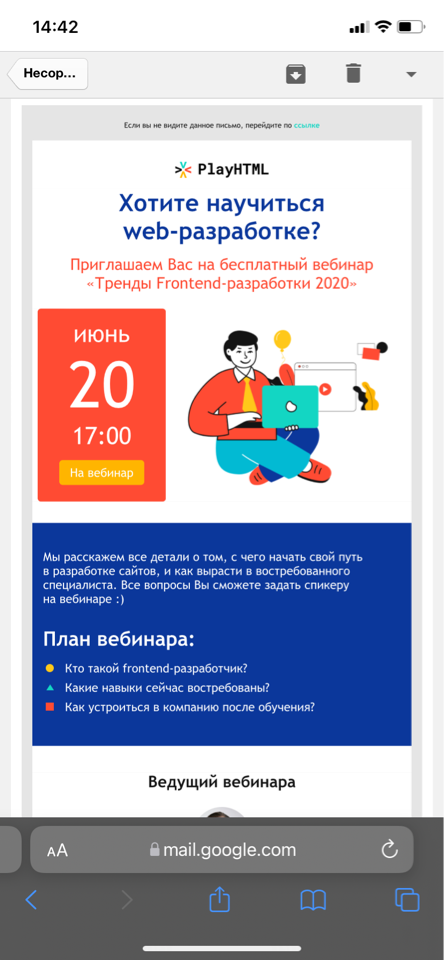 14:42
Несор...
Если вы не видите данное письмо, перейдите по ссылке
PlayHTML
Хотите научиться
web-разработке?
Приглашаем Вас на бесплатный вебинар
«Тренды Frontend-разработки 2020»
ИЮНЬ
20
17:00
На вебинар
Мы расскажем все детали о том, с чего начать свой путь
в разработке сайтов, и как вырасти в востребованного
специалиста. Все вопросы Вы сможете задать спикеру
на вебинаре :)
План вебинара:
Кто такой frontend-разработчик?
Какие навыки сейчас востребованы?
Как устроиться в компанию после обучения?
Ведущий вебинара
AA mail.google.com